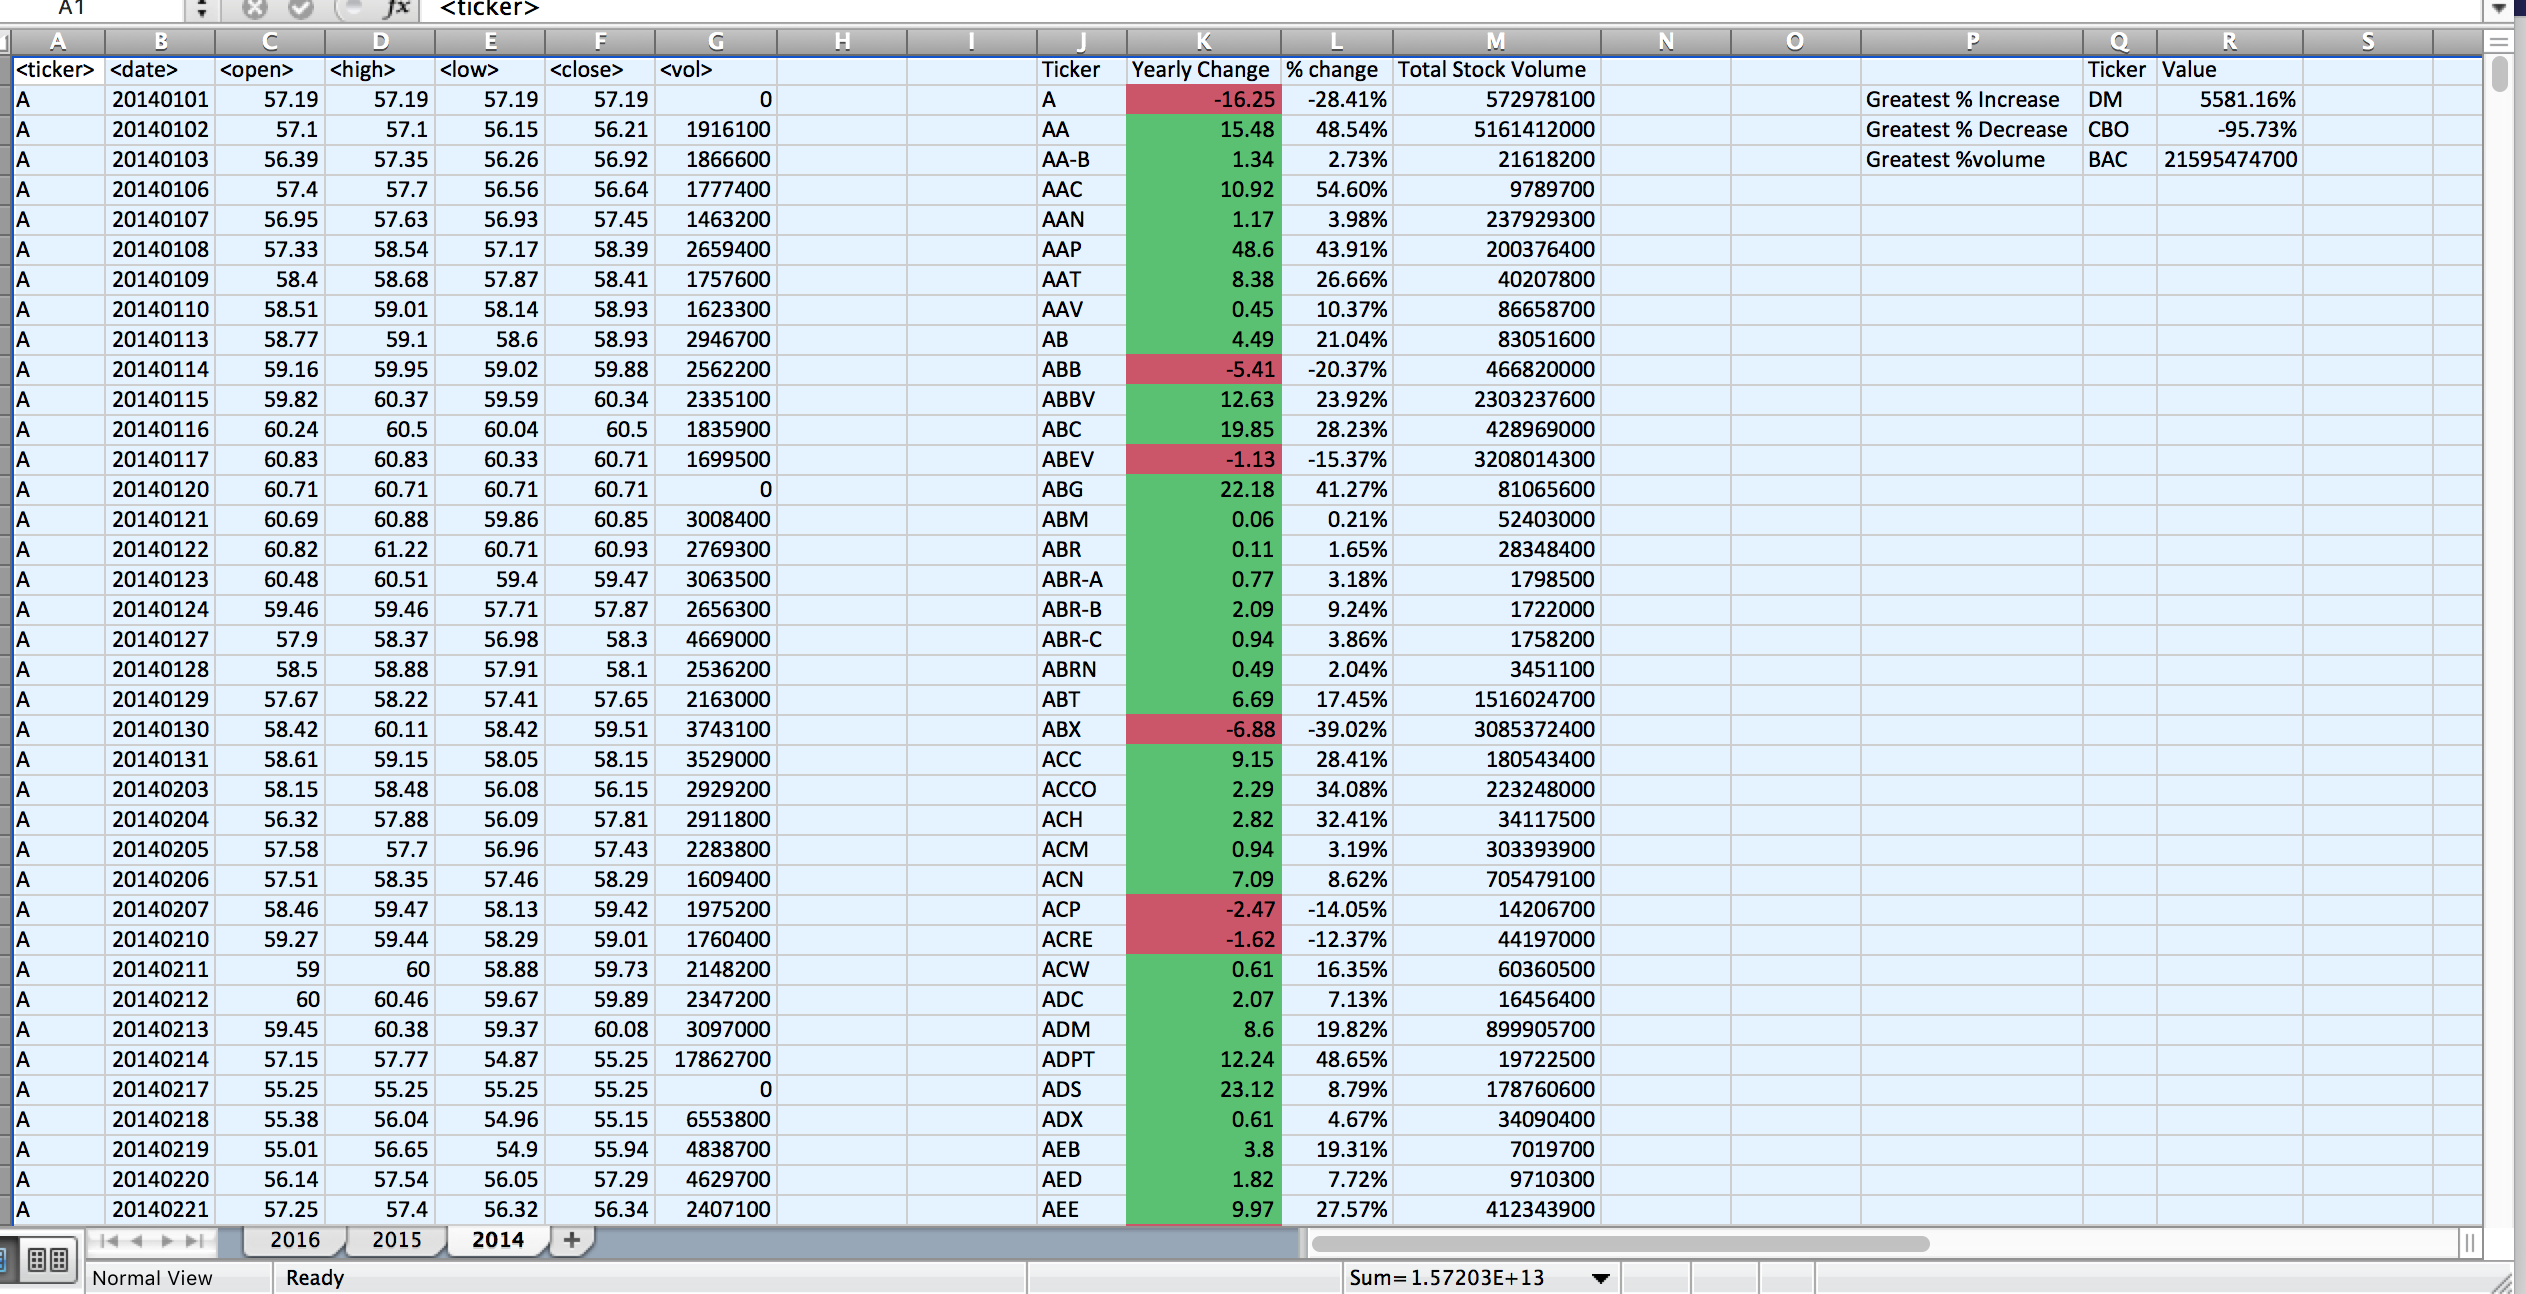 A1 fx <ticker>
A B C D E F G H I J K L M N O P Q R S
<ticker> <date> <open> <high> <low> <close> <vol> Ticker Yearly Change % change Total Stock Volume Ticker Value
A 20140101 57.19 57.19 57.19 57.19 0 A -16.25 -28.41% 572978100 Greatest % Increase DM 5581.16%
A 20140102 57.1 57.1 56.15 56.21 1916100 AA 15.48 48.54% 5161412000 Greatest % Decrease CBO -95.73%
A 20140103 56.39 57.35 56.26 56.92 1866600 AA-B 1.34 2.73% 21618200 Greatest %volume BAC 21595474700
A 20140106 57.4 57.7 56.56 56.64 1777400 AAC 10.92 54.60% 9789700
A 20140107 56.95 57.63 56.93 57.45 1463200 AAN 1.17 3.98% 237929300
A 20140108 57.33 58.54 57.17 58.39 2659400 AAP 48.6 43.91% 200376400
A 20140109 58.4 58.68 57.87 58.41 1757600 AAT 8.38 26.66% 40207800
A 20140110 58.51 59.01 58.14 58.93 1623300 AAV 0.45 10.37% 86658700
A 20140113 58.77 59.1 58.6 58.93 2946700 AB 4.49 21.04% 83051600
A 20140114 59.16 59.95 59.02 59.88 2562200 ABB -5.41 -20.37% 466820000
A 20140115 59.82 60.37 59.59 60.34 2335100 ABBV 12.63 23.92% 2303237600
A 20140116 60.24 60.5 60.04 60.5 1835900 ABC 19.85 28.23% 428969000
A 20140117 60.83 60.83 60.33 60.71 1699500 ABEV -1.13 -15.37% 3208014300
A 20140120 60.71 60.71 60.71 60.71 0 ABG 22.18 41.27% 81065600
A 20140121 60.69 60.88 59.86 60.85 3008400 ABM 0.06 0.21% 52403000
A 20140122 60.82 61.22 60.71 60.93 2769300 ABR 0.11 1.65% 28348400
A 20140123 60.48 60.51 59.4 59.47 3063500 ABR-A 0.77 3.18% 1798500
A 20140124 59.46 59.46 57.71 57.87 2656300 ABR-B 2.09 9.24% 1722000
A 20140127 57.9 58.37 56.98 58.3 4669000 ABR-C 0.94 3.86% 1758200
A 20140128 58.5 58.88 57.91 58.1 2536200 ABRN 0.49 2.04% 3451100
A 20140129 57.67 58.22 57.41 57.65 2163000 ABT 6.69 17.45% 1516024700
A 20140130 58.42 60.11 58.42 59.51 3743100 ABX -6.88 -39.02% 3085372400
A 20140131 58.61 59.15 58.05 58.15 3529000 ACC 9.15 28.41% 180543400
A 20140203 58.15 58.48 56.08 56.15 2929200 ACCO 2.29 34.08% 223248000
A 20140204 56.32 57.88 56.09 57.81 2911800 ACH 2.82 32.41% 34117500
A 20140205 57.58 57.7 56.96 57.43 2283800 ACM 0.94 3.19% 303393900
A 20140206 57.51 58.35 57.46 58.29 1609400 ACN 7.09 8.62% 705479100
A 20140207 58.46 59.47 58.13 59.42 1975200 ACP -2.47 -14.05% 14206700
A 20140210 59.27 59.44 58.29 59.01 1760400 ACRE -1.62 -12.37% 44197000
A 20140211 59 60 58.88 59.73 2148200 ACW 0.61 16.35% 60360500
A 20140212 60 60.46 59.67 59.89 2347200 ADC 2.07 7.13% 16456400
A 20140213 59.45 60.38 59.37 60.08 3097000 ADM 8.6 19.82% 899905700
A 20140214 57.15 57.77 54.87 55.25 17862700 ADPT 12.24 48.65% 19722500
A 20140217 55.25 55.25 55.25 55.25 0 ADS 23.12 8.79% 178760600
A 20140218 55.38 56.04 54.96 55.15 6553800 ADX 0.61 4.67% 34090400
A 20140219 55.01 56.65 54.9 55.94 4838700 AEB 3.8 19.31% 7019700
A 20140220 56.14 57.54 56.05 57.29 4629700 AED 1.82 7.72% 9710300
A 20140221 57.25 57.4 56.32 56.34 2407100 AEE 9.97 27.57% 412343900
2016 2015 2014 +
Normal View Ready Sum=1.57203E+13